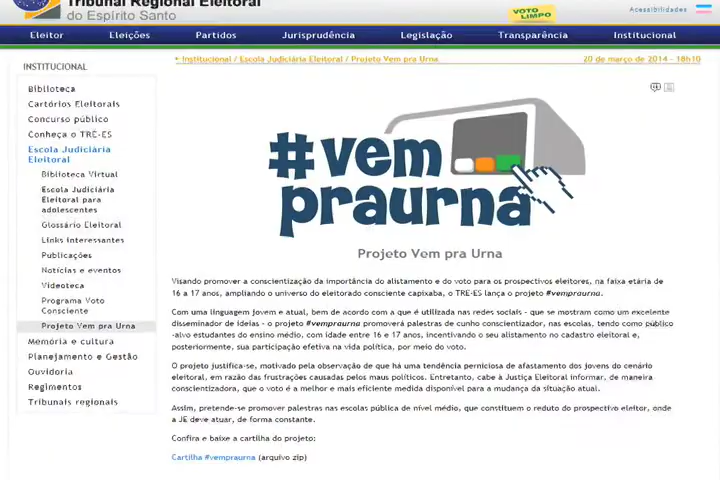 Tribunal Regional Eleitoral
do Espírito Santo
VOTO
LIMPO
Acessibilidades
Eleitor Eleições Partidos Jurisprudência Legislação Transparência Institucional
Institucional / Escola Judiciária Eleitoral / Projeto Vem pra Urna
20 de março de 2014 - 18h10
INSTITUCIONAL
Biblioteca
Cartórios Eleitorais
Concurso público
Conheça o TRE-ES
Escola Judiciária
Eleitoral
Biblioteca Virtual
Escola Judiciária
Eleitoral para
adolescentes
Glossário Eleitoral
Links interessantes
Publicações
Notícias e eventos
Videoteca
Programa Voto
Consciente
Projeto Vem pra Urna
Memória e cultura
Planejamento e Gestão
Ouvidoria
Regimentos
Tribunais regionais
#vem
praurna
Projeto Vem pra Urna
Visando promover a conscientização da importância do alistamento e do voto para os prospectivos eleitores, na faixa etária de
16 a 17 anos, ampliando o universo do eleitorado consciente capixaba, o TRE-ES lança o projeto #vempraurna.
Com uma linguagem jovem e atual, bem de acordo com a que é utilizada nas redes sociais - que se mostram como um excelente
disseminador de ideias - o projeto #vempraurna promoverá palestras de cunho conscientizador, nas escolas, tendo como público
-alvo estudantes do ensino médio, com idade entre 16 e 17 anos, incentivando o seu alistamento no cadastro eleitoral e,
posteriormente, sua participação efetiva na vida política, por meio do voto.
O projeto justifica-se, motivado pela observação de que há uma tendência perniciosa de afastamento dos jovens do cenário
eleitoral, em razão das frustrações causadas pelos maus políticos. Entretanto, cabe à Justiça Eleitoral informar, de maneira
conscientizadora, que o voto é a melhor e mais eficiente medida disponível para a mudança da situação atual.
Assim, pretende-se promover palestras nas escolas pública de nível médio, que constituem o reduto do prospectivo eleitor, onde
a JE deve atuar, de forma constante.
Confira e baixe a cartilha do projeto:
Cartilha #vempraurna (arquivo zip)